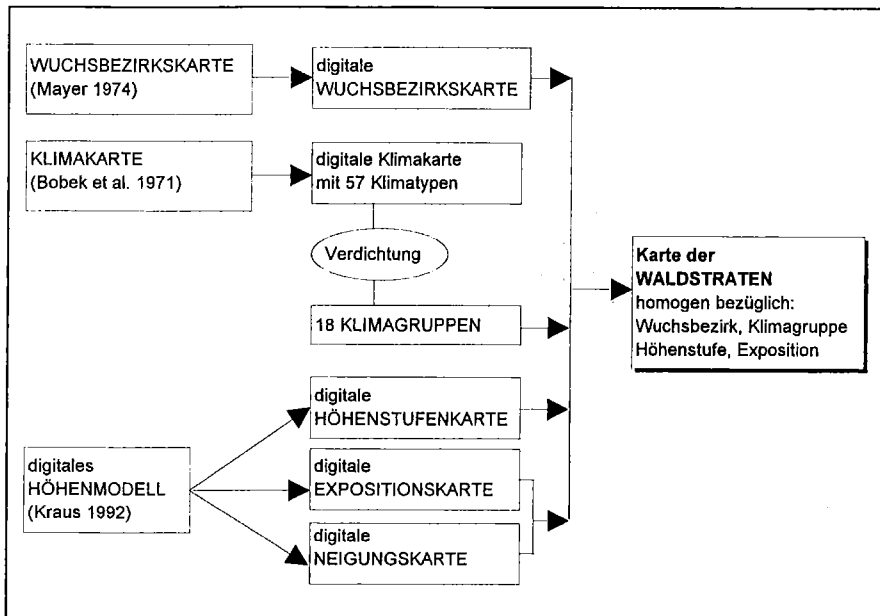 WUCHSBEZIRKSKARTE
(Mayer 1974)
digitale
WUCHSBEZIRKSKARTE
KLIMAKARTE
(Bobek et al. 1971)
digitale Klimakarte
mit 57 Klimatypen
Verdichtung
18 KLIMAGRUPPEN
digitales
HÖHENMODELL
(Kraus 1992)
digitale
HÖHENSTUFENKARTE
digitale
EXPOSITIONSKARTE
digitale
NEIGUNGSKARTE
Karte der
WALDSTRATEN
homogen bezüglich:
Wuchsbezirk, Klimagruppe
Höhenstufe, Exposition